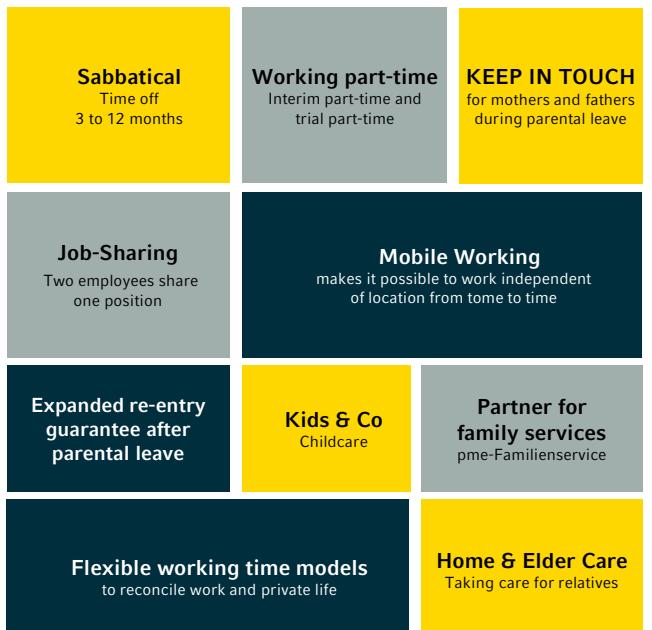 Sabbatical
Time off
3 to 12 months
Working part-time
Interim part-time and
trial part-time
KEEP IN TOUCH
for mothers and fathers
during parental leave
Job-Sharing
Two employees share
one position
Mobile Working
makes it possible to work independent
of location from tome to time
Expanded re-entry
guarantee after
parental leave
Kids & Co
Childcare
Partner for
family services
pme-Familienservice
Flexible working time models
to reconcile work and private life
Home & Elder Care
Taking care for relatives